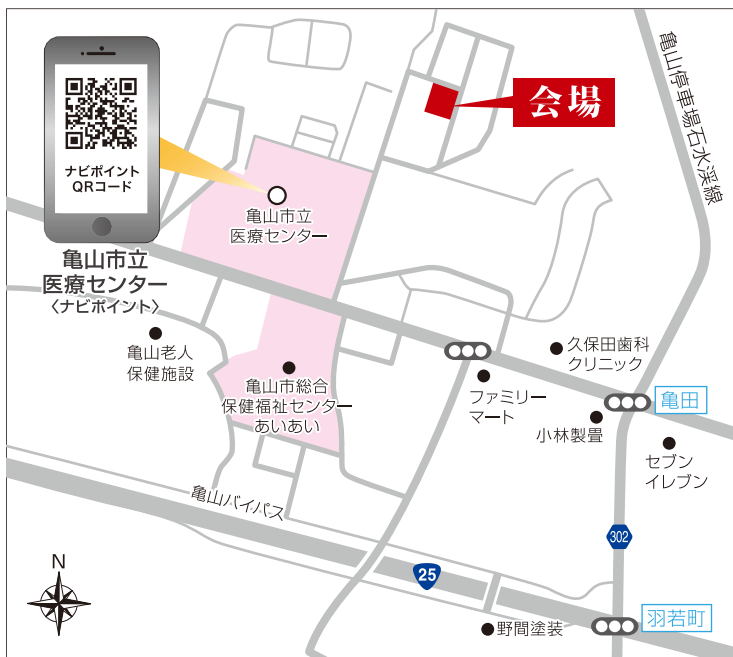 ナビポイント
QRコード
亀山市立
医療センター
〈ナビポイント〉
会場
亀山停車場石水渓線
亀山市立
医療センター
亀山老人
保健施設
亀山市総合
保健福祉センター
あいあい
久保田歯科
クリニック
ファミリー
マート
亀田
小林製畳
セブン
イレブン
亀山バイパス
302
N
25
羽若町
野間塗装